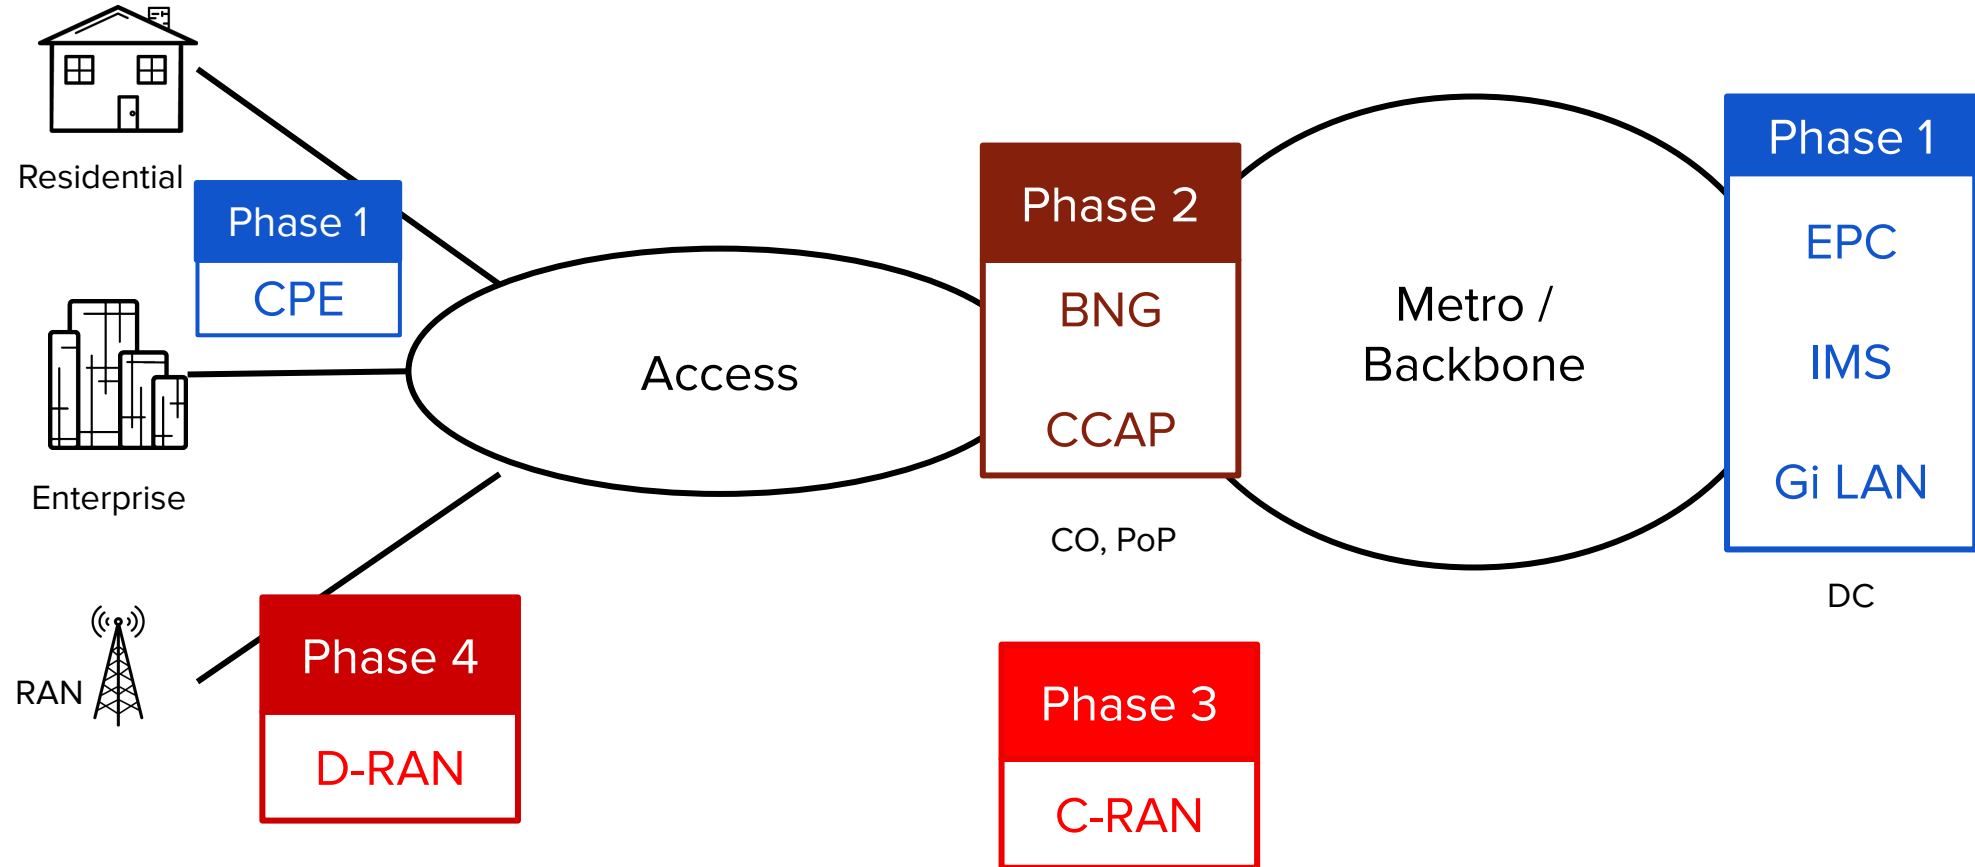 Residential
Phase 1
CPE
Enterprise
RAN
Phase 4
D-RAN
Access
Phase 2
BNG
CCAP
CO, PoP
Phase 3
C-RAN
Metro /
Backbone
Phase 1
EPC
IMS
Gi LAN
DC